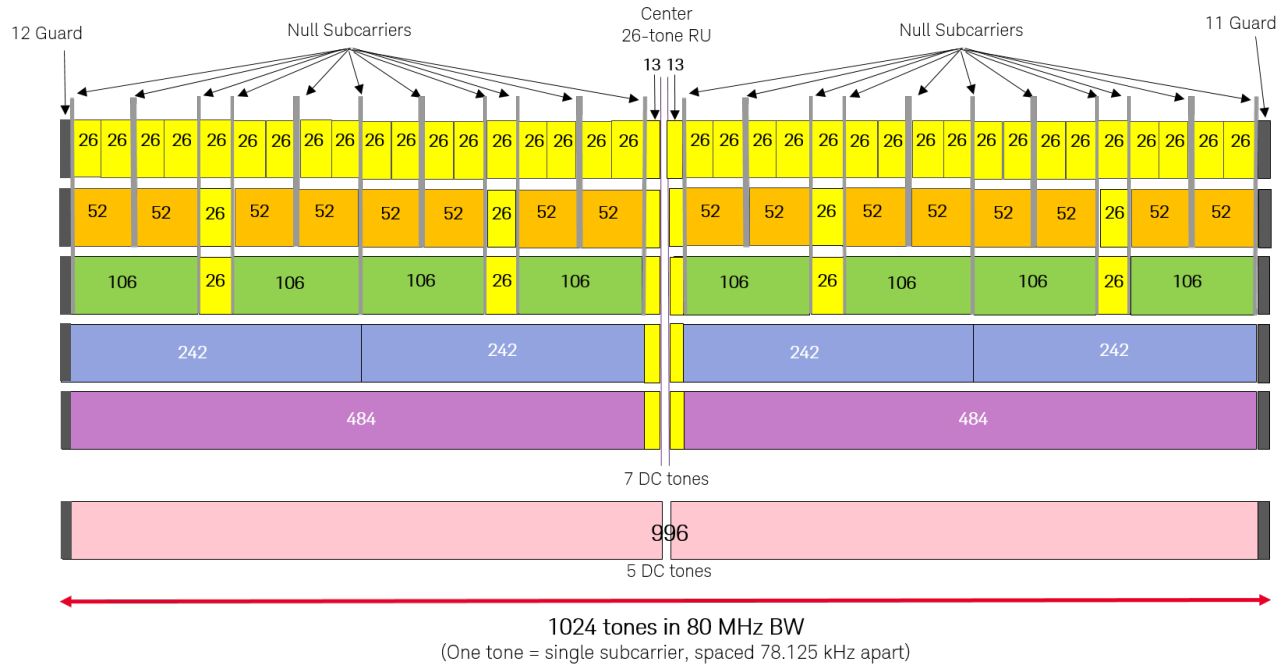 Center
26-tone RU
12 Guard
Null Subcarriers
Null Subcarriers
11 Guard
13 13
26 26 26 26 26 26 26 26 26 26 26 26 26 26 26 26 26 26 26 26 26 26 26 26 26 26 26 26 26 26 26 26 26 26 26 26
52 52 26 52 52 52 52 26 52 52 52 52 26 52 52 52 52 26 52 52
106 26 106 26 106 106 26 106 106 26 106
242 242 242 242
484 484
7 DC tones
996
5 DC tones
1024 tones in 80 MHz BW
(One tone = single subcarrier, spaced 78.125 kHz apart)